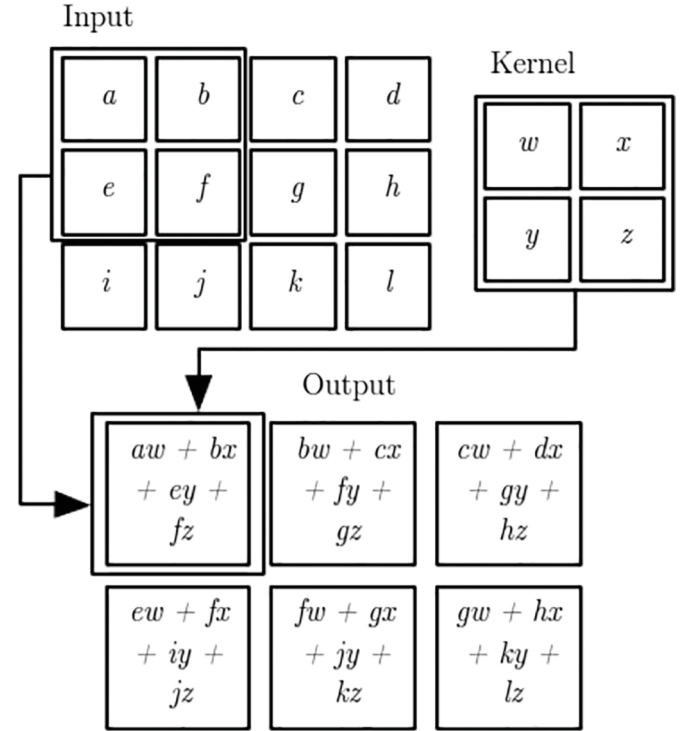 Input
Kernel
a b c d
w x
e f g h
y z
i j k l
Output
aw + bx
+ ey +
fz
bw + cx
+ fy +
gz
cw + dx
+ gy +
hz
ew + fx
+ iy +
jz
fw + gx
+ jy +
kz
gw + hx
+ ky +
lz